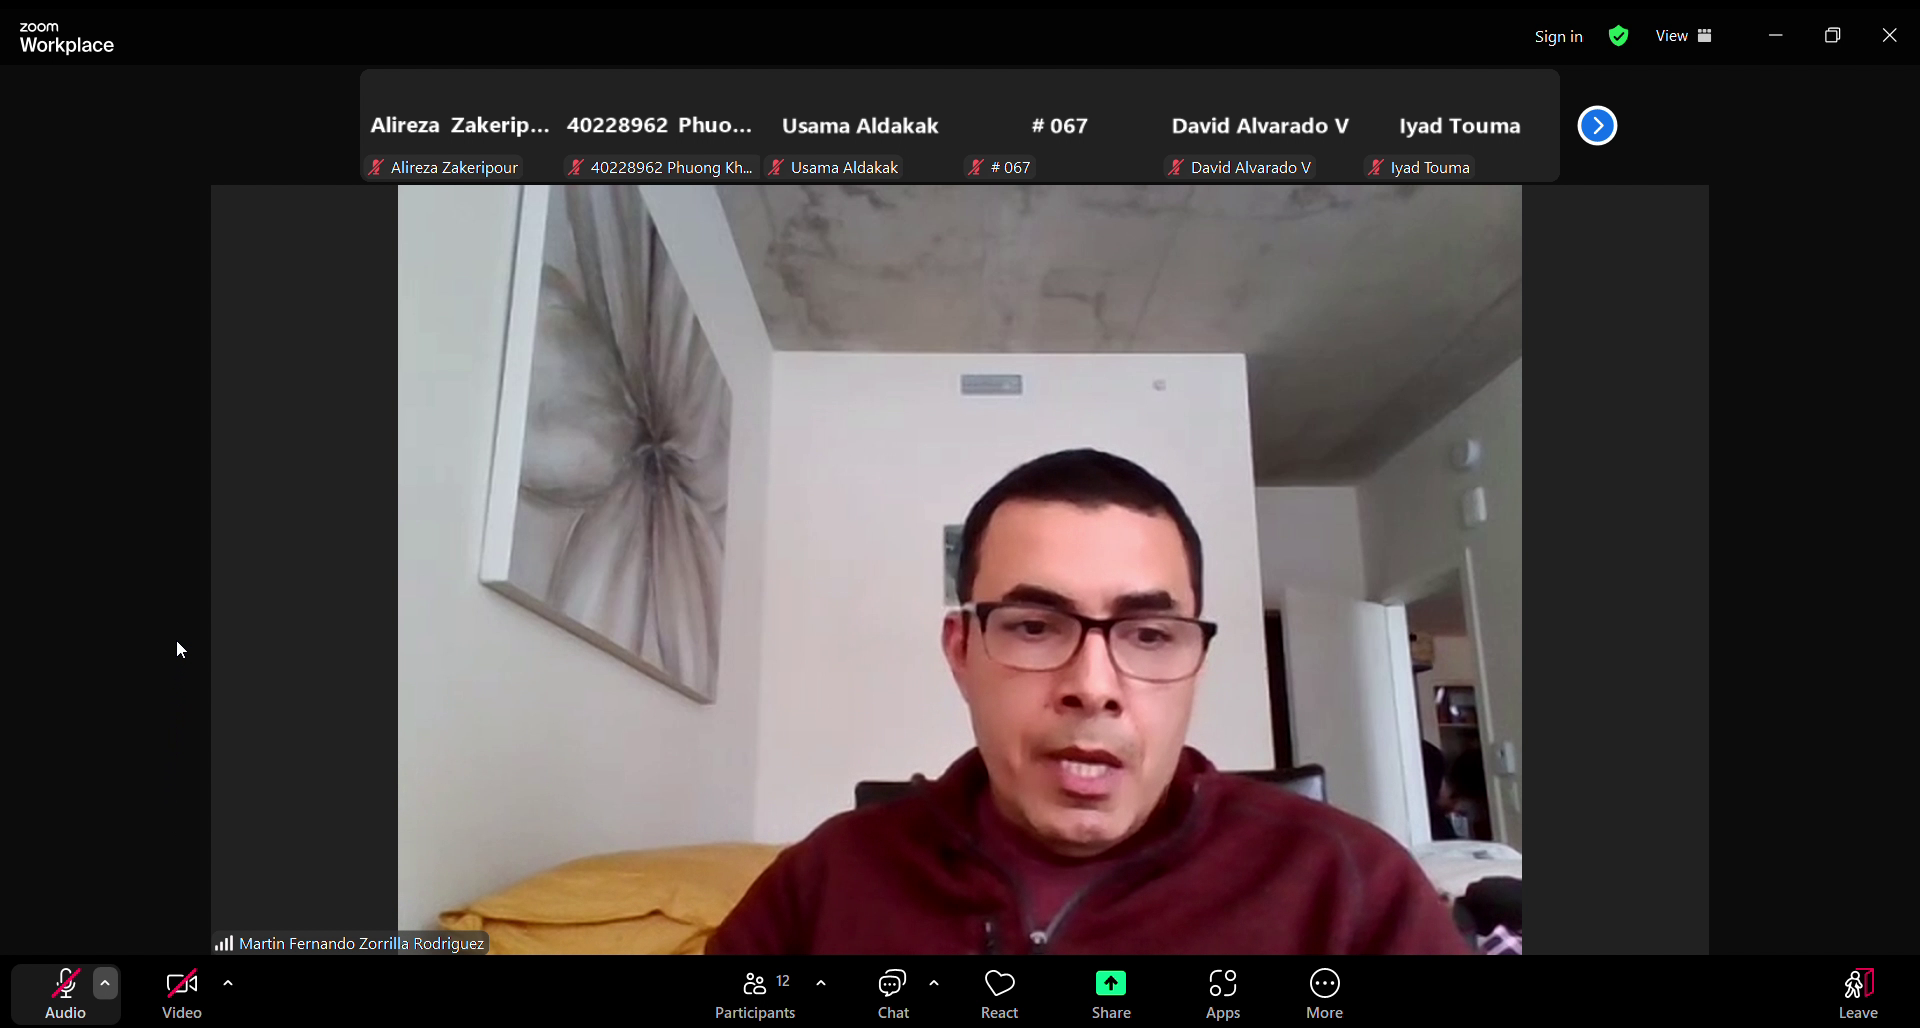 zoom
Workplace
Sign in
View
Alireza Zakerip...
40228962 Phuo...
Usama Aldakak
# 067
David Alvarado V
Iyad Touma
Alireza Zakeripour
40228962 Phuong Kh...
Usama Aldakak
# 067
David Alvarado V
Iyad Touma
Martin Fernando Zorrilla Rodriguez
12
Audio
Video
Participants
Chat
React
Share
Apps
More
Leave